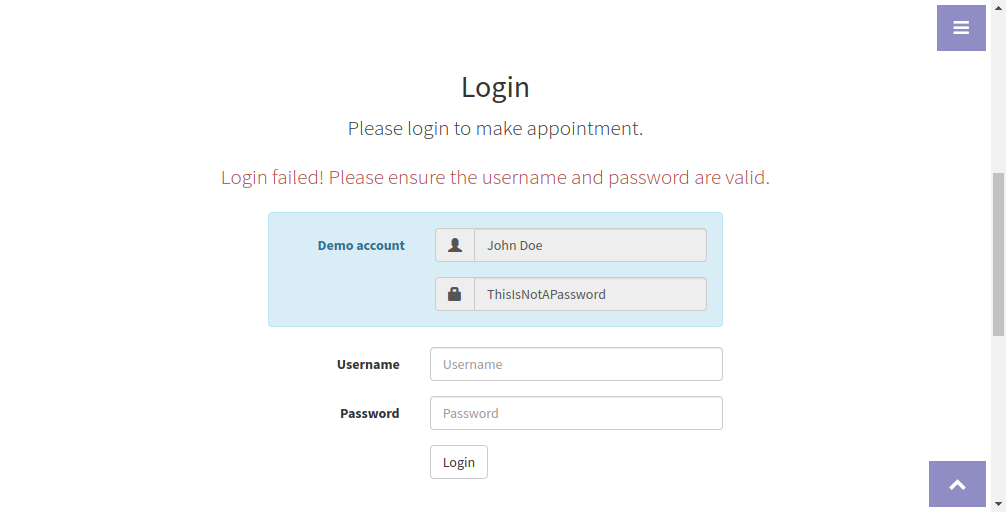 Login
Please login to make appointment.
Login failed! Please ensure the username and password are valid.
Demo account
John Doe
ThisIsNotAPassword
Username
Username
Password
Password
Login